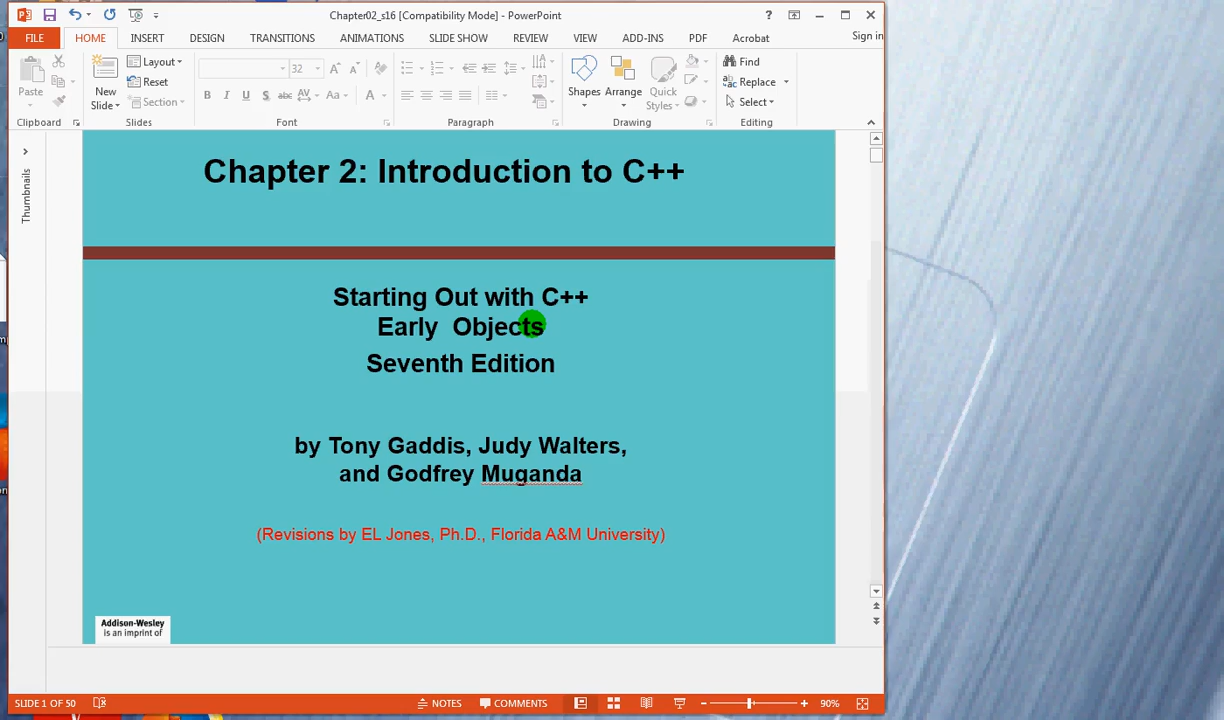 Chapter02_s16 [Compatibility Mode] - PowerPoint
FILE HOME INSERT DESIGN TRANSITIONS ANIMATIONS SLIDE SHOW REVIEW VIEW ADD-INS PDF Acrobat Sign in
Paste
New Slide
Layout
Reset
Section
32
B I U S abc AV Aa A
Shapes
Arrange
Quick Styles
Find
Replace
Select
Clipboard Slides Font Paragraph Drawing Editing
Thumbnails
Chapter 2: Introduction to C++
Starting Out with C++
Early Objects
Seventh Edition
by Tony Gaddis, Judy Walters,
and Godfrey Muganda
(Revisions by EL Jones, Ph.D., Florida A&M University)
Addison-Wesley
is an imprint of
SLIDE 1 OF 50 NOTES COMMENTS 90%